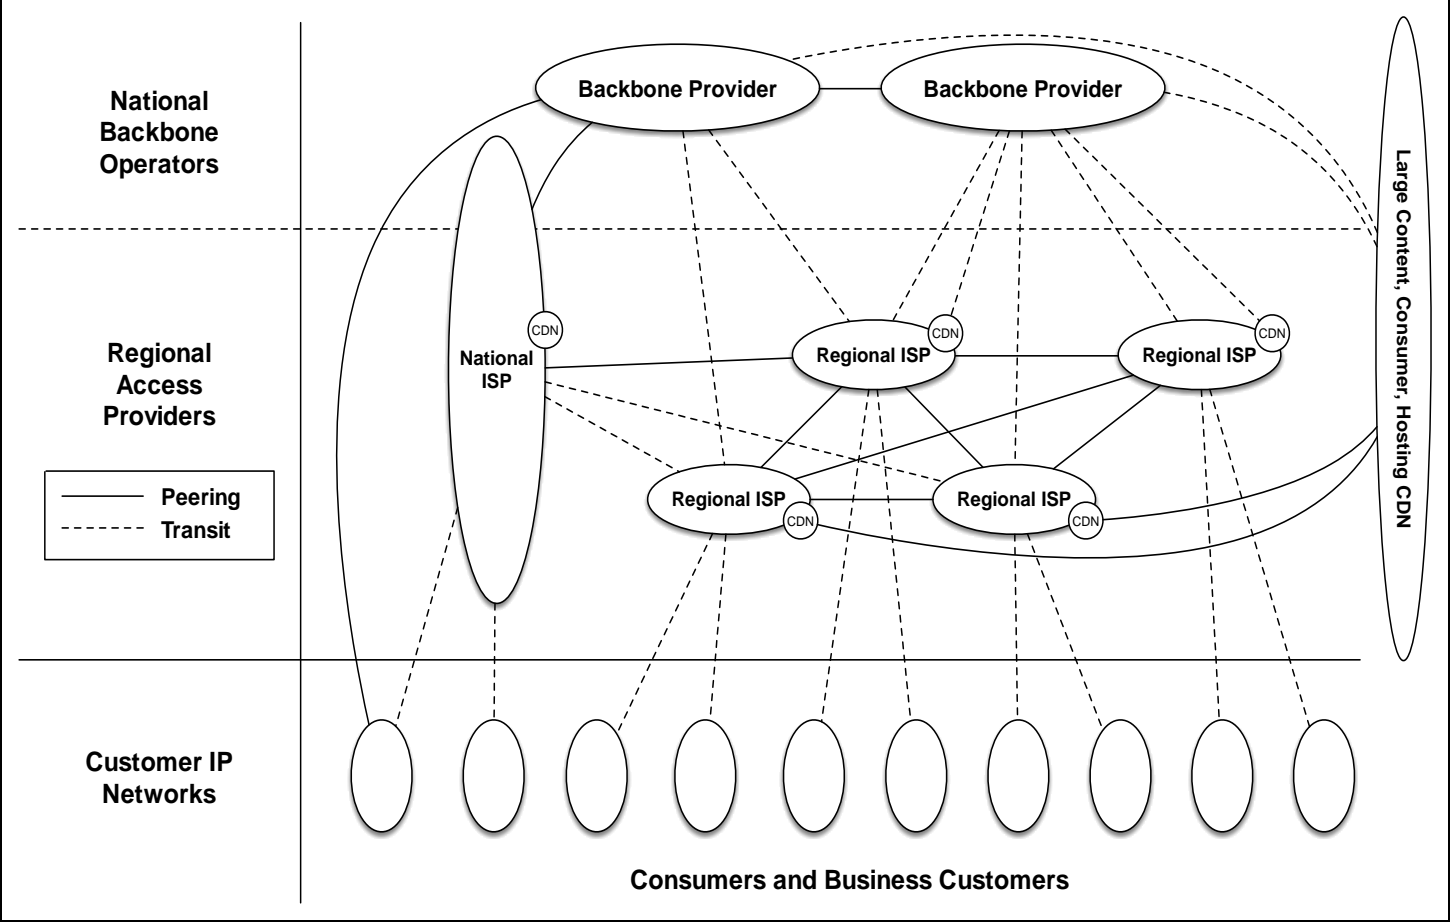 National
Backbone
Operators
Backbone Provider
Backbone Provider
Large Content, Consumer, Hosting CDN
Regional
Access
Providers
National
ISP
CDN
Regional ISP
CDN
Regional ISP
CDN
Regional ISP
CDN
Regional ISP
CDN
Peering
Transit
Customer IP
Networks
Consumers and Business Customers